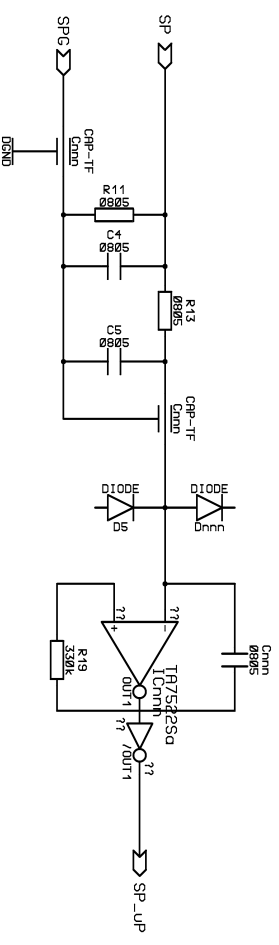 SPG
SP
CAP-TF
Cnnn
DGND
R11
0805
C4
0805
R13
0805
C5
0805
CAP-TF
Cnnn
DIODE
D5
DIODE
Dnnn
Cnnn
0805
R19
330k
??
??
+
-
TA7522Sa
ICnnn
OUT1
??
??
/OUT1
SP_uP